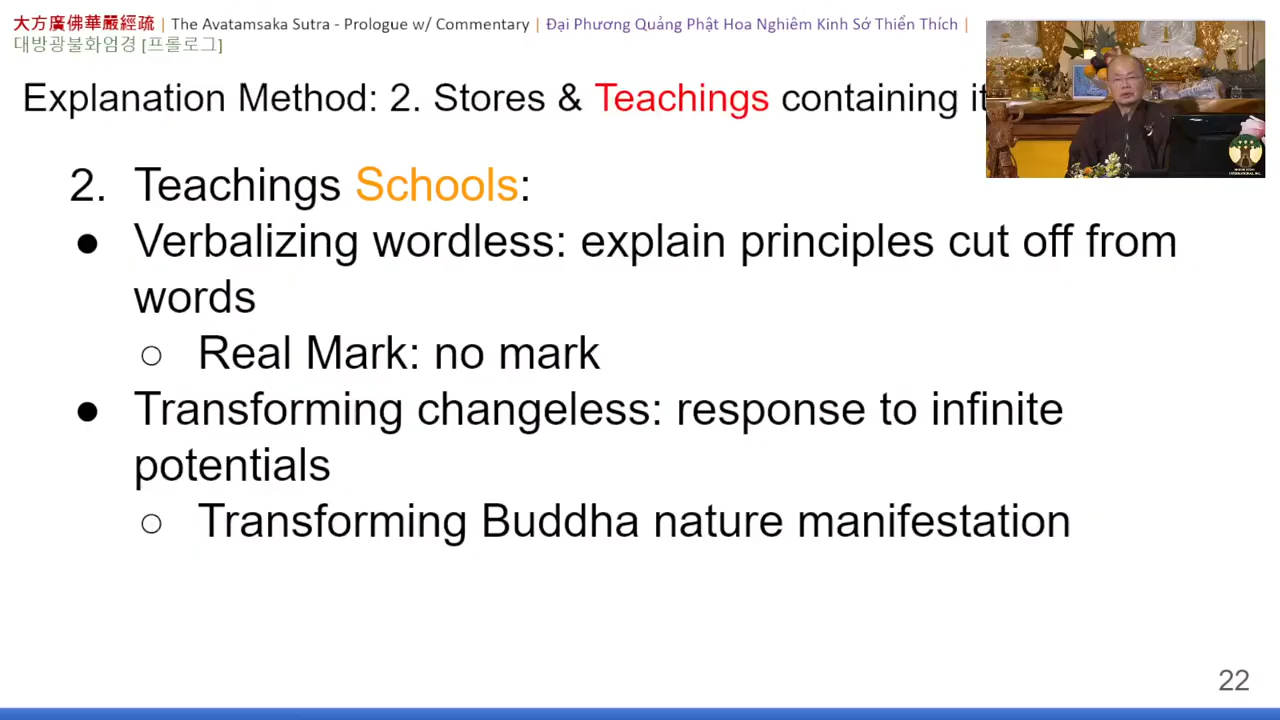 大方廣佛華嚴經疏 | The Avatamsaka Sutra - Prologue w/ Commentary | Đại Phương Quảng Phật Hoa Nghiêm Kinh Sớ Thiển Thích |
대방광불화엄경 [프롤로그]
Explanation Method: 2. Stores & Teachings containing it
2. Teachings Schools:
● Verbalizing wordless: explain principles cut off from
words
○ Real Mark: no mark
● Transforming changeless: response to infinite
potentials
○ Transforming Buddha nature manifestation
22